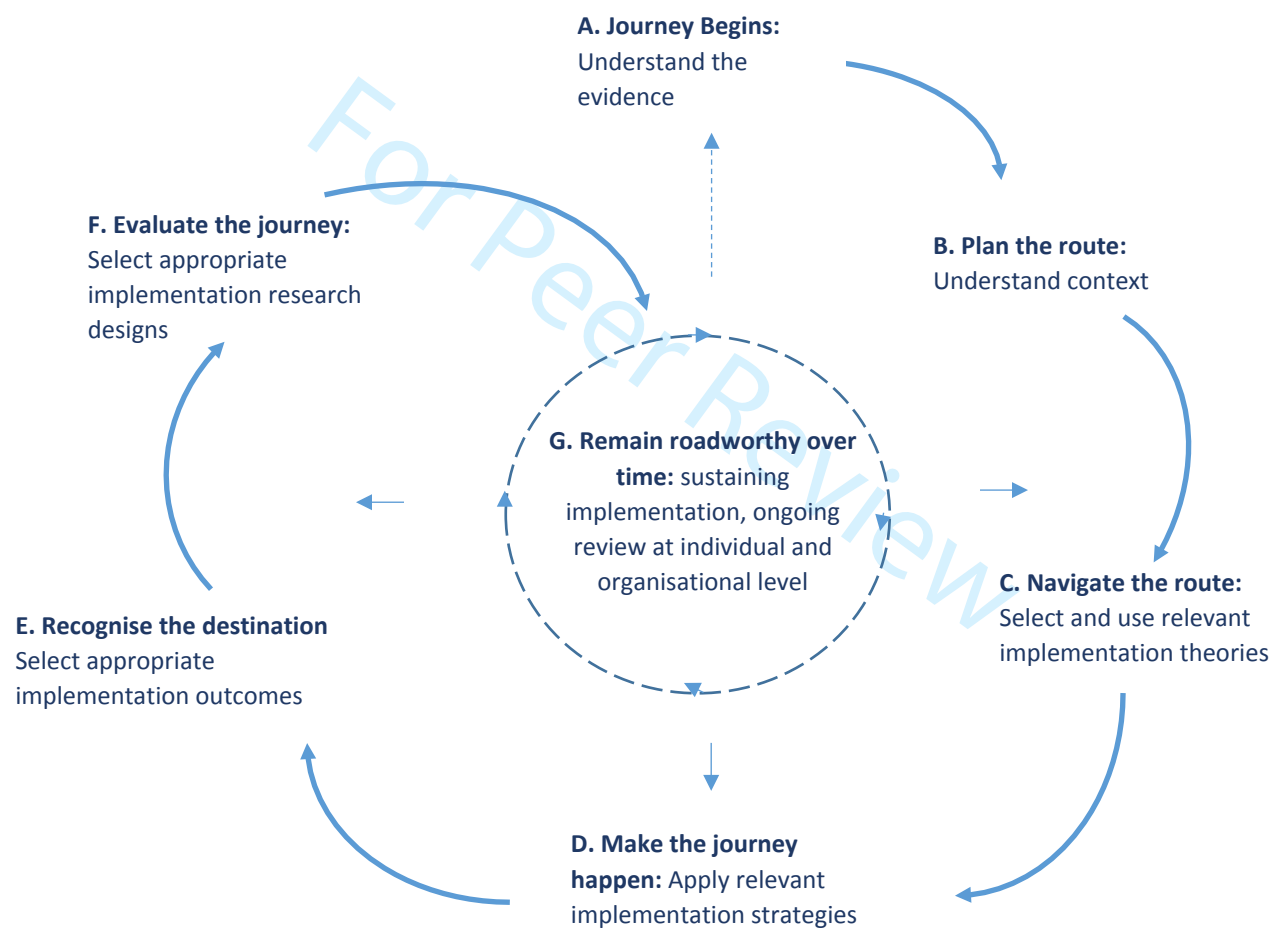 A. Journey Begins:
Understand the
evidence
B. Plan the route:
Understand context
C. Navigate the route:
Select and use relevant
implementation theories
D. Make the journey
happen: Apply relevant
implementation strategies
E. Recognise the destination
Select appropriate
implementation outcomes
F. Evaluate the journey:
Select appropriate
implementation research
designs
G. Remain roadworthy over
time: sustaining
implementation, ongoing
review at individual and
organisational level
For Peer Review